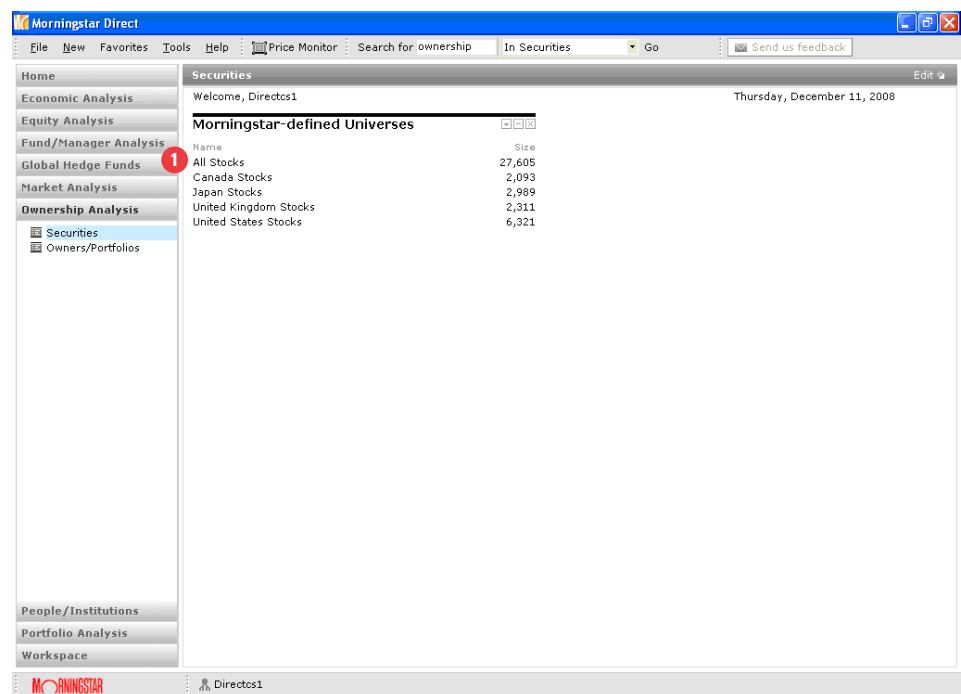 Morningstar Direct
File New Favorites Tools Help Price Monitor Search for ownership In Securities Go Send us feedback
Home
Economic Analysis
Equity Analysis
Fund/Manager Analysis
Global Hedge Funds
Market Analysis
Ownership Analysis
Securities
Owners/Portfolios
People/Institutions
Portfolio Analysis
Workspace
Securities Edit
Welcome, Directcs1 Thursday, December 11, 2008
Morningstar-defined Universes
Name Size
1
All Stocks 27,605
Canada Stocks 2,093
Japan Stocks 2,989
United Kingdom Stocks 2,311
United States Stocks 6,321
MORNINGSTAR Directcs1